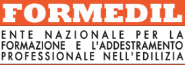 FORMEDIL
ENTE NAZIONALE PER LA
FORMAZIONE E L'ADDESTRAMENTO
PROFESSIONALE NELL'EDILIZIA